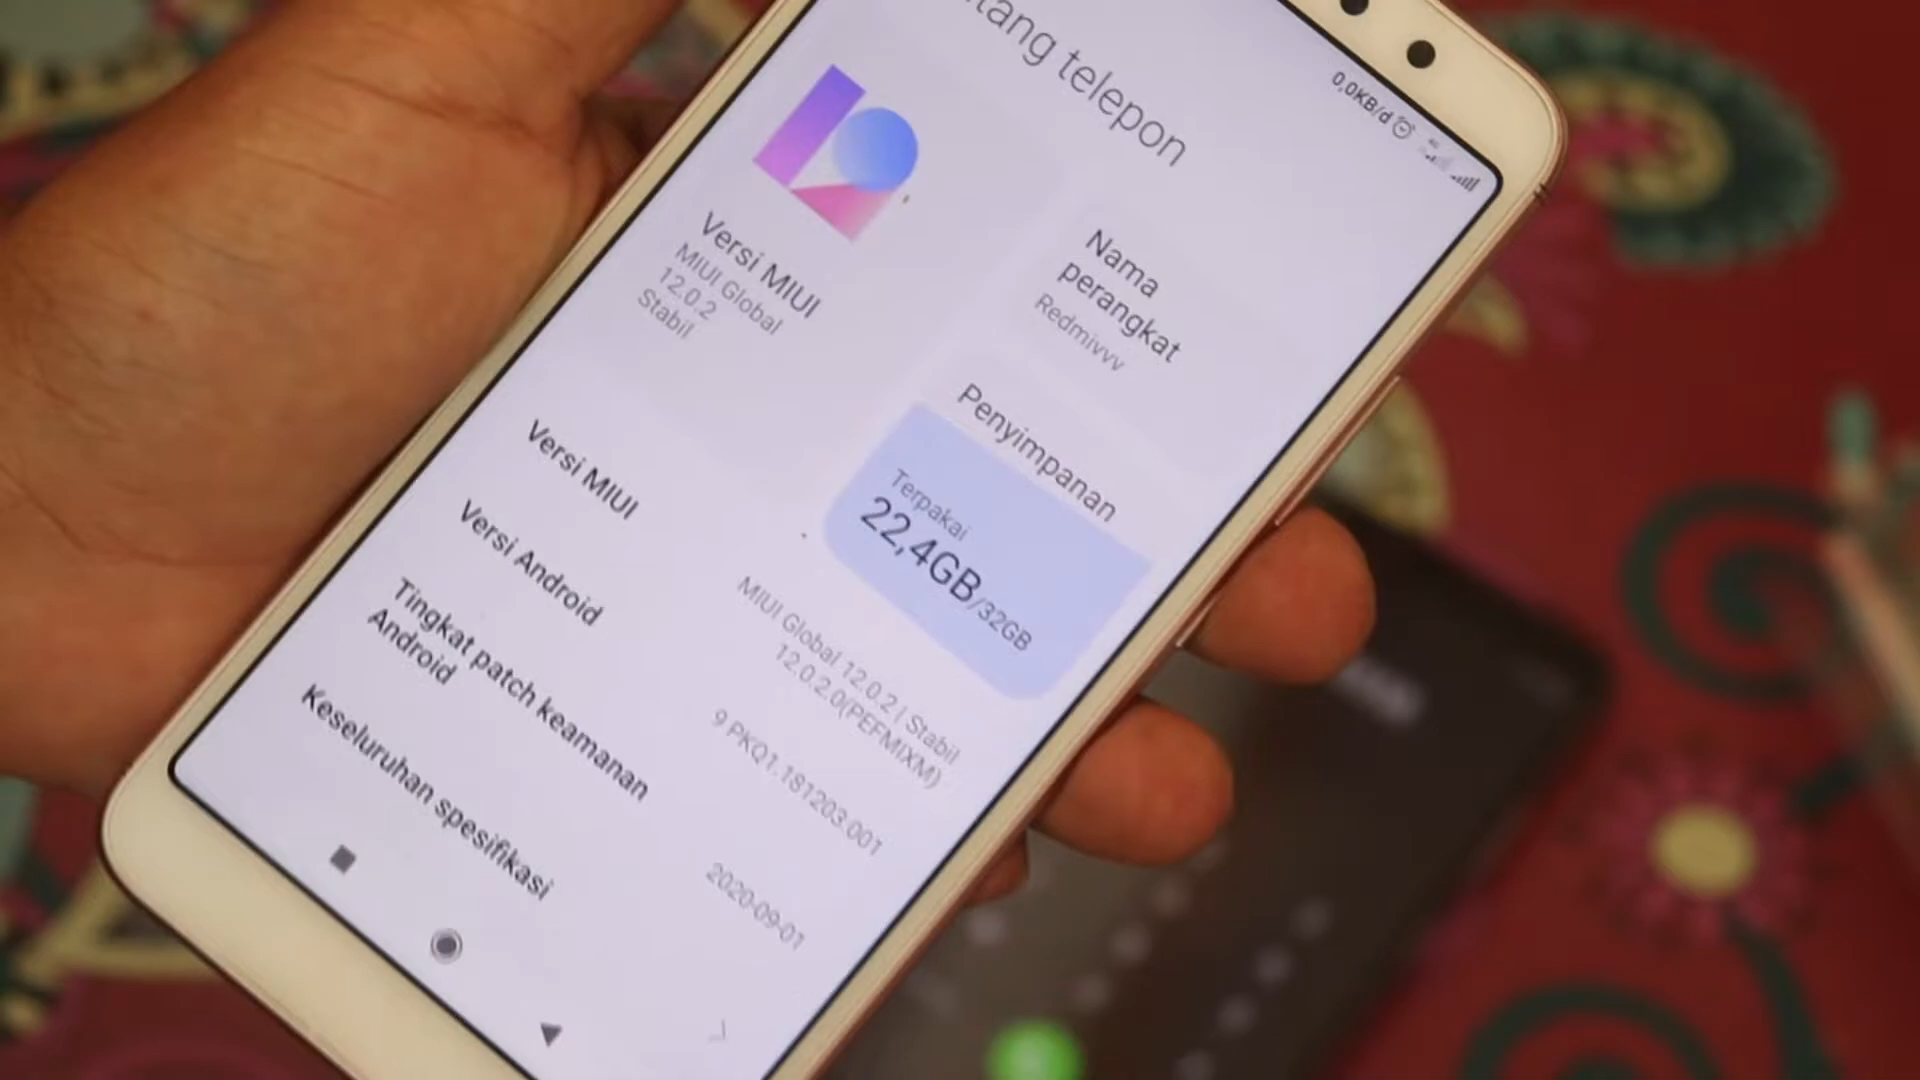 0,0KB/d
tang telepon
12
Versi MIUI
MIUI Global
12.0.2
Stabil
Nama
perangkat
Redmivvv
Penyimpanan
Terpakai
22,4GB/32GB
Versi MIUI
MIUI Global 12.0.2 | Stabil
12.0.2.0(PEFMIXM)
Versi Android
9 PKQ1.181203.001
Tingkat patch keamanan
Android
2020-09-01
Keseluruhan spesifikasi